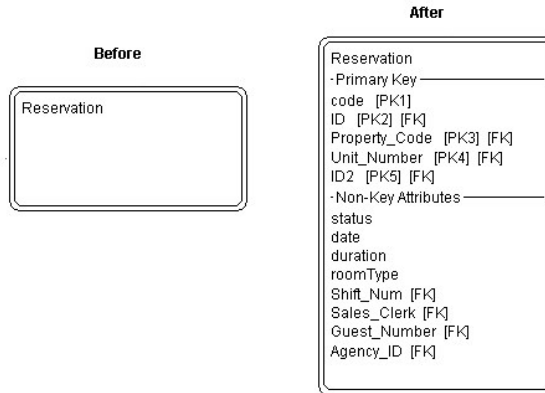 Before
Reservation
After
Reservation
-Primary Key
code [PK1]
ID [PK2] [FK]
Property_Code [PK3] [FK]
Unit_Number [PK4] [FK]
ID2 [PK5] [FK]
-Non-Key Attributes
status
date
duration
roomType
Shift_Num [FK]
Sales_Clerk [FK]
Guest_Number [FK]
Agency_ID [FK]